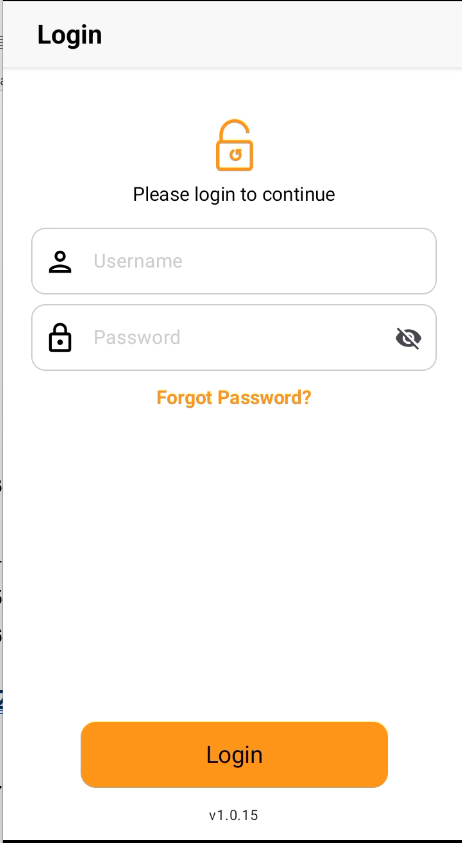 Login
Please login to continue
Username
Password
Forgot Password?
Login
v1.0.15